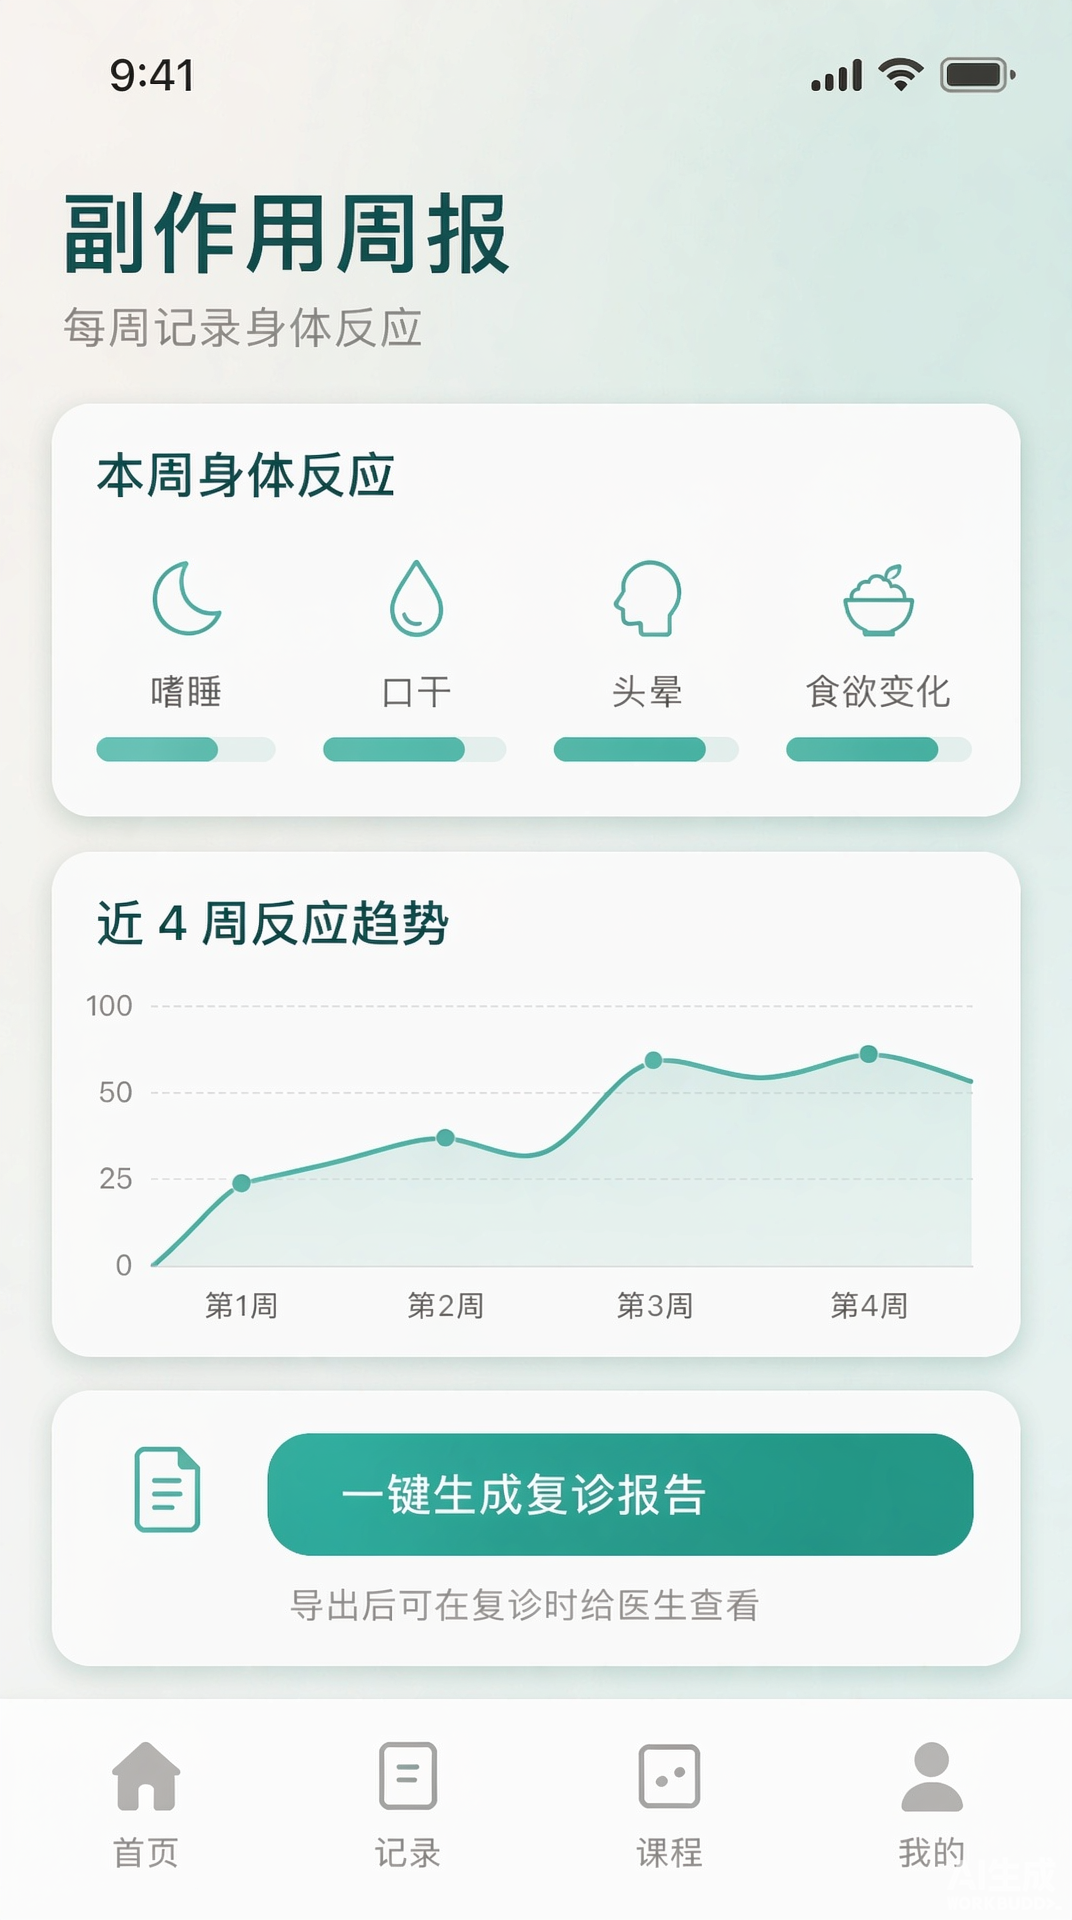 9:41
副作用周报
每周记录身体反应
本周身体反应
嗜睡 口干 头晕 食欲变化
近 4 周反应趋势
100
50
25
0
第1周 第2周 第3周 第4周
一键生成复诊报告
导出后可在复诊时给医生查看
首页 记录 课程 我的
AI生成